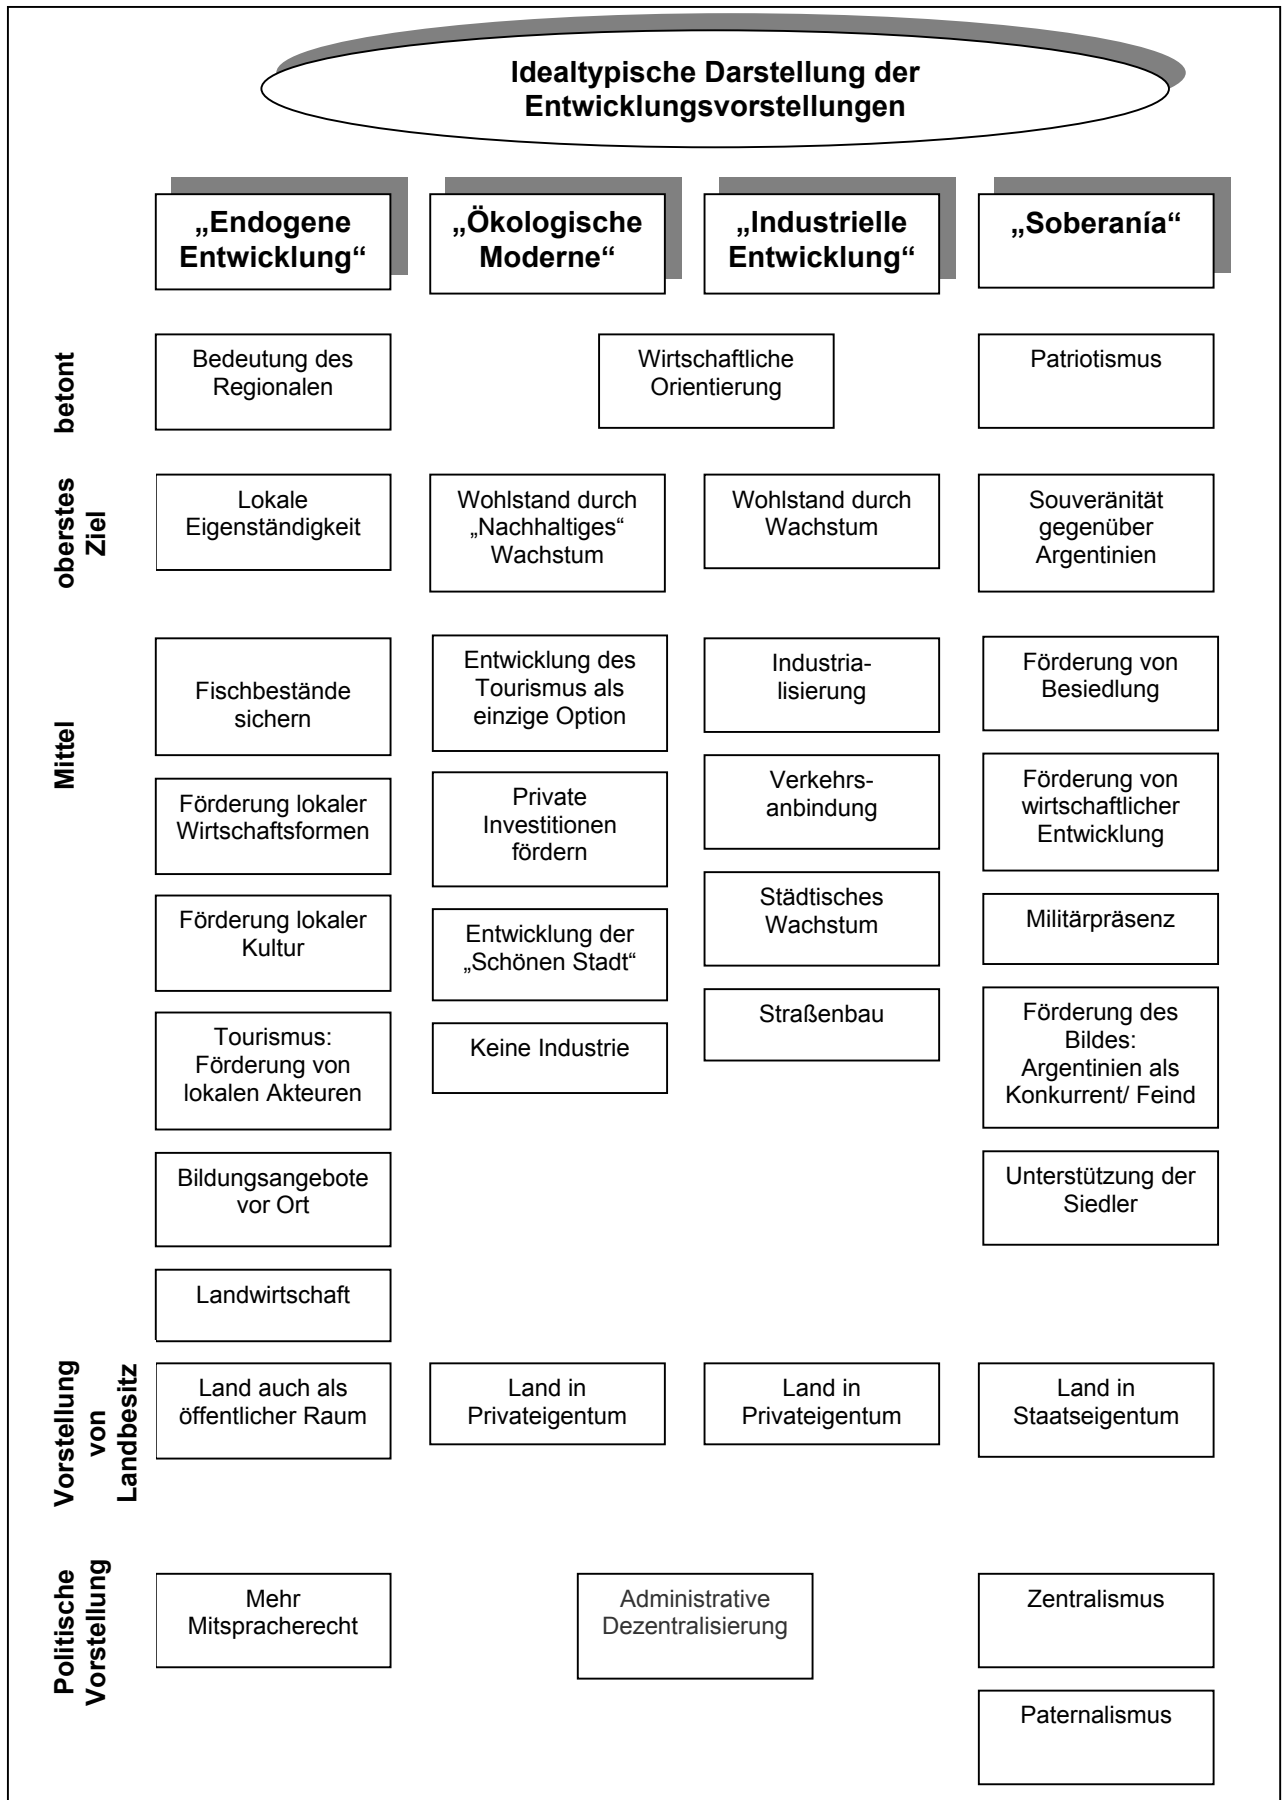 Idealtypische Darstellung der
Entwicklungsvorstellungen
„Endogene
Entwicklung“
„Ökologische
Moderne“
„Industrielle
Entwicklung“
„Soberanía“
betont
Bedeutung des
Regionalen
Wirtschaftliche
Orientierung
Patriotismus
oberstes
Ziel
Lokale
Eigenständigkeit
Wohlstand durch
„Nachhaltiges“
Wachstum
Wohlstand durch
Wachstum
Souveränität
gegenüber
Argentinien
Mittel
Fischbestände
sichern
Förderung lokaler
Wirtschaftsformen
Förderung lokaler
Kultur
Tourismus:
Förderung von
lokalen Akteuren
Bildungsangebote
vor Ort
Landwirtschaft
Entwicklung des
Tourismus als
einzige Option
Private
Investitionen
fördern
Entwicklung der
„Schönen Stadt“
Keine Industrie
Industria-
lisierung
Verkehrs-
anbindung
Städtisches
Wachstum
Straßenbau
Förderung von
Besiedlung
Förderung von
wirtschaftlicher
Entwicklung
Militärpräsenz
Förderung des
Bildes:
Argentinien als
Konkurrent/ Feind
Unterstützung der
Siedler
Vorstellung
von
Landbesitz
Land auch als
öffentlicher Raum
Land in
Privateigentum
Land in
Privateigentum
Land in
Staatseigentum
Politische
Vorstellung
Mehr
Mitspracherecht
Administrative
Dezentralisierung
Zentralismus
Paternalismus